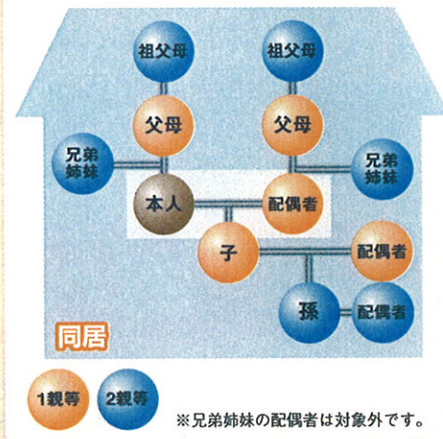 祖父母 祖父母
父母 父母
兄弟
姉妹
兄弟
姉妹
本人 配偶者
子 配偶者
孫 配偶者
同居
1親等 2親等
※兄弟姉妹の配偶者は対象外です。